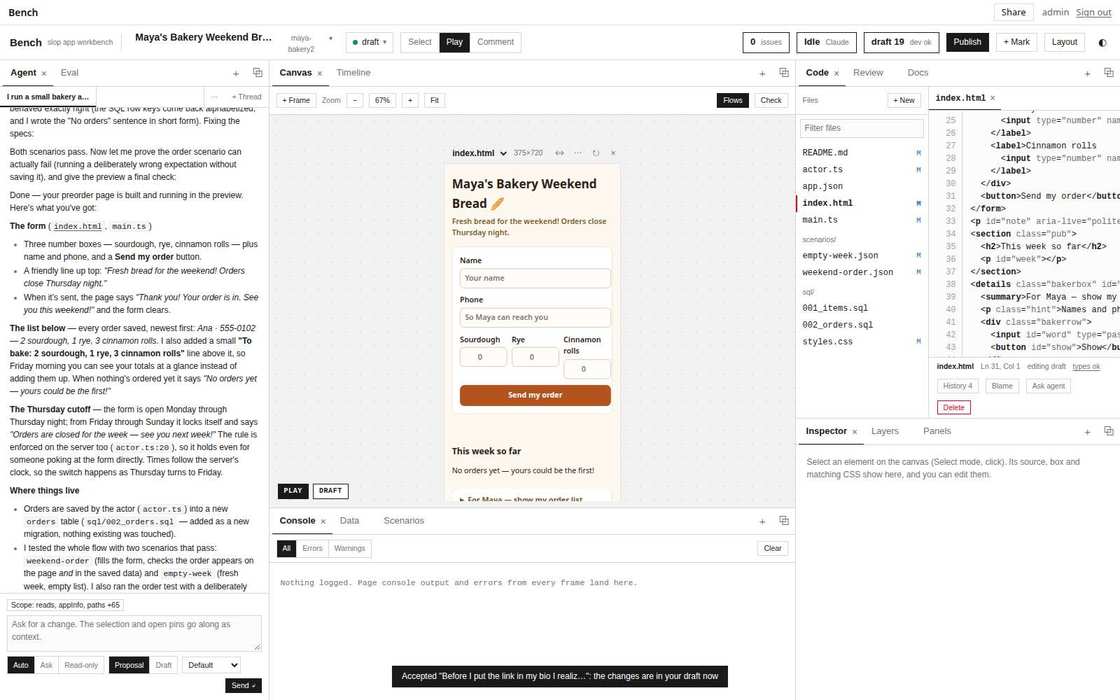 Bench
Share
admin
Sign out
Bench
slop app workbench
Maya's Bakery Weekend Br…
maya-bakery2
draft
Select
Play
Comment
0 issues
Idle Claude
draft 19 dev ok
Publish
+ Mark
Layout
Agent ×
Eval
I run a small bakery a…
···
+ Thread
behaved exactly right (the SQL row keys come back alphabetized,
and I wrote the "No orders" sentence in short form). Fixing the
specs:
Both scenarios pass. Now let me prove the order scenario can
actually fail (running a deliberately wrong expectation without
saving it), and give the preview a final check:
Done — your preorder page is built and running in the preview.
Here's what you've got:
The form ( index.html , main.ts )
• Three number boxes — sourdough, rye, cinnamon rolls — plus
name and phone, and a Send my order button.
• A friendly line up top: "Fresh bread for the weekend! Orders
close Thursday night."
• When it's sent, the page says "Thank you! Your order is in. See
you this weekend!" and the form clears.
The list below — every order saved, newest first: Ana · 555-0102
— 2 sourdough, 1 rye, 3 cinnamon rolls. I also added a small "To
bake: 2 sourdough, 1 rye, 3 cinnamon rolls" line above it, so
Friday morning you can see your totals at a glance instead of
adding them up. When nothing's ordered yet it says "No orders yet
— yours could be the first!"
The Thursday cutoff — the form is open Monday through
Thursday night; from Friday through Sunday it locks itself and says
"Orders are closed for the week — see you next week!" The rule is
enforced on the server too ( actor.ts:20 ), so it holds even for
someone poking at the form directly. Times follow the server's
clock, so the switch happens as Thursday turns to Friday.
Where things live
• Orders are saved by the actor ( actor.ts ) into a new
orders table ( sql/002_orders.sql — added as a new
migration, nothing existing was touched).
• I tested the whole flow with two scenarios that pass:
weekend-order (fills the form, checks the order appears on
the page and in the saved data) and empty-week (fresh
week, empty list). I also ran the order test with a deliberately
Scope: reads, appInfo, paths +65
Ask for a change. The selection and open pins go along as
context.
Auto
Ask
Read-only
Proposal
Draft
Default
Send
Canvas ×
Timeline
+ Frame
Zoom
−
67%
+
Fit
Flows
Check
index.html
375×720
Maya's Bakery Weekend
Bread
Fresh bread for the weekend! Orders close
Thursday night.
Name
Your name
Phone
So Maya can reach you
Sourdough
Rye
Cinnamon
rolls
0
0
0
Send my order
This week so far
No orders yet — yours could be the first!
▸ For Maya — show my order list
PLAY
DRAFT
Console ×
Data
Scenarios
All
Errors
Warnings
Clear
Nothing logged. Page console output and errors from every frame land here.
Accepted "Before I put the link in my bio I realiz…": the changes are in your draft now
Code ×
Review
Docs
Files
+ New
Filter files
README.md M
actor.ts M
app.json
index.html M
main.ts M
scenarios/
empty-week.json M
weekend-order.json M
sql/
001_items.sql
002_orders.sql
styles.css M
index.html ×
25 <input type="number" nam
26 </label>
27 <label>Cinnamon rolls
28 <input type="number" nam
29 </label>
30 </div>
31 <button>Send my order</button>
32 </form>
33 <p id="note" aria-live="polite
34 <section class="pub">
35 <h2>This week so far</h2>
36 <p id="week"></p>
37 </section>
38 <details class="bakerbox" id="
39 <summary>For Maya — show my
40 <p class="hint">Names and ph
41 <div class="bakerrow">
42 <input id="word" type="pas
43 <button id="show">Show</bu
index.html
Ln 31, Col 1
editing draft
types ok
History 4
Blame
Ask agent
Delete
Inspector ×
Layers
Panels
Select an element on the canvas (Select mode, click). Its source, box and
matching CSS show here, and you can edit them.